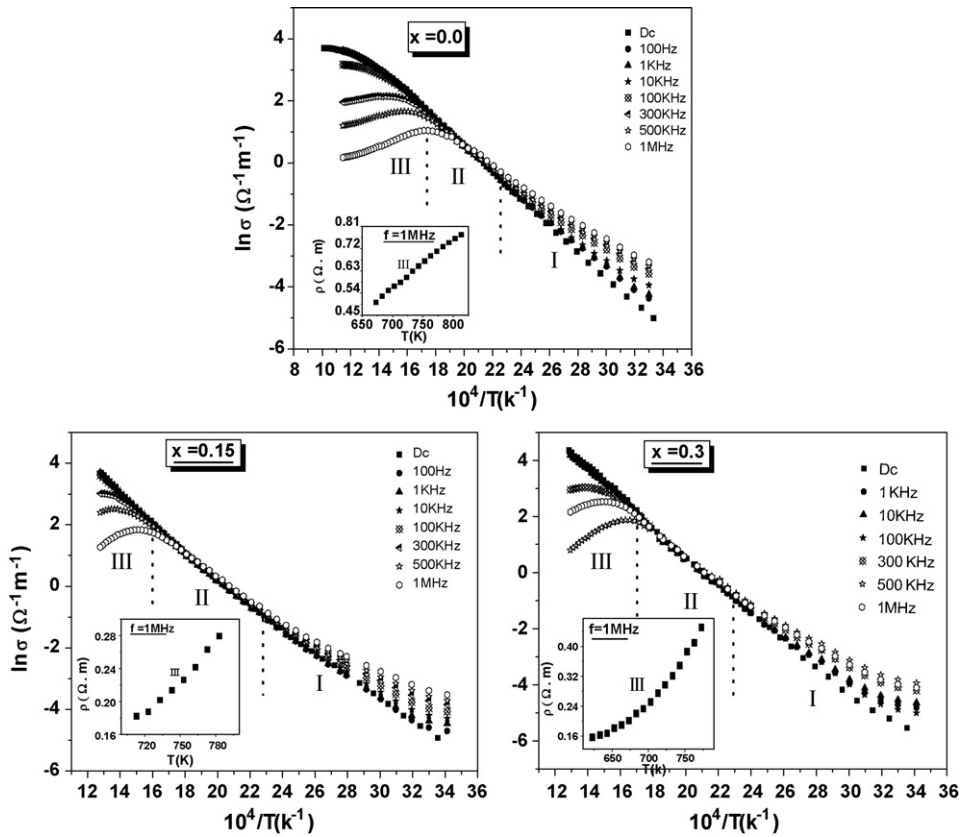 x =0.0
4
2
0
-2
-4
-6
ln σ (Ω⁻¹m⁻¹)
Dc
100Hz
1KHz
10KHz
100KHz
300KHz
500KHz
1MHz
III
II
I
f =1MHz
III
0.81
0.72
0.63
0.54
0.45
ρ (Ω . m)
650 700 750 800
T(K)
8 10 12 14 16 18 20 22 24 26 28 30 32 34 36
10⁴/T(k⁻¹)
x =0.15
4
2
0
-2
-4
-6
ln σ (Ω⁻¹m⁻¹)
Dc
100Hz
1KHz
10KHz
100KHz
300KHz
500KHz
1MHz
III
II
I
f =1MHz
III
0.28
0.24
0.20
0.16
ρ (Ω . m)
720 750 780
T(K)
12 14 16 18 20 22 24 26 28 30 32 34 36
10⁴/T(k⁻¹)
x =0.3
4
2
0
-2
-4
-6
Dc
1KHz
10KHz
100KHz
300 KHz
500 KHz
1MHz
III
II
I
f=1MHz
III
0.40
0.32
0.24
0.16
ρ (Ω . m)
650 700 750
T(k)
12 14 16 18 20 22 24 26 28 30 32 34 36
10⁴/T(k⁻¹)